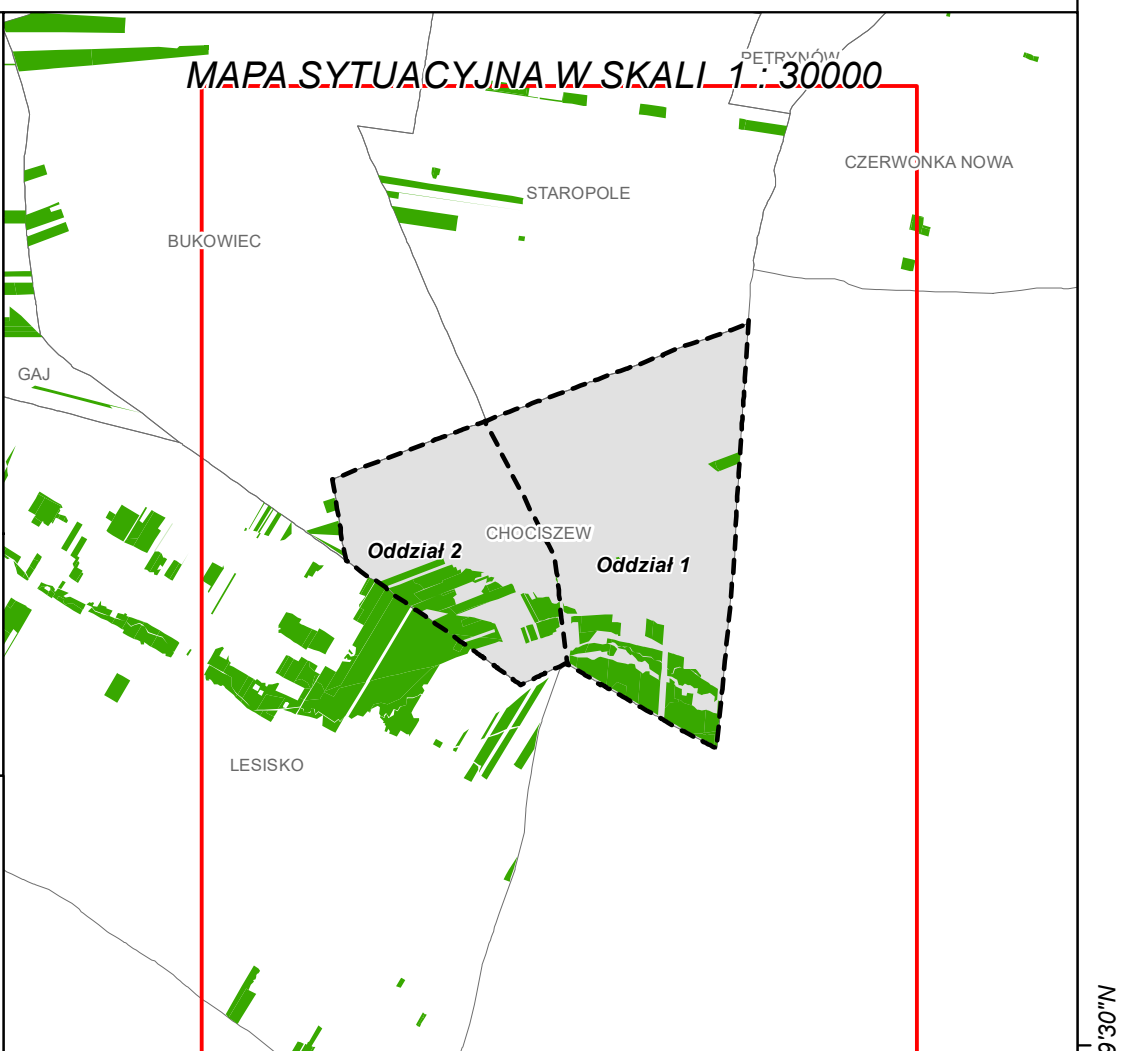 PETRYNÓW
MAPA SYTUACYJNA W SKALI 1 : 30000
CZERWONKA NOWA
STAROPOLE
BUKOWIEC
GAJ
CHOCISZEW
Oddział 2
Oddział 1
LESISKO
9'30"N